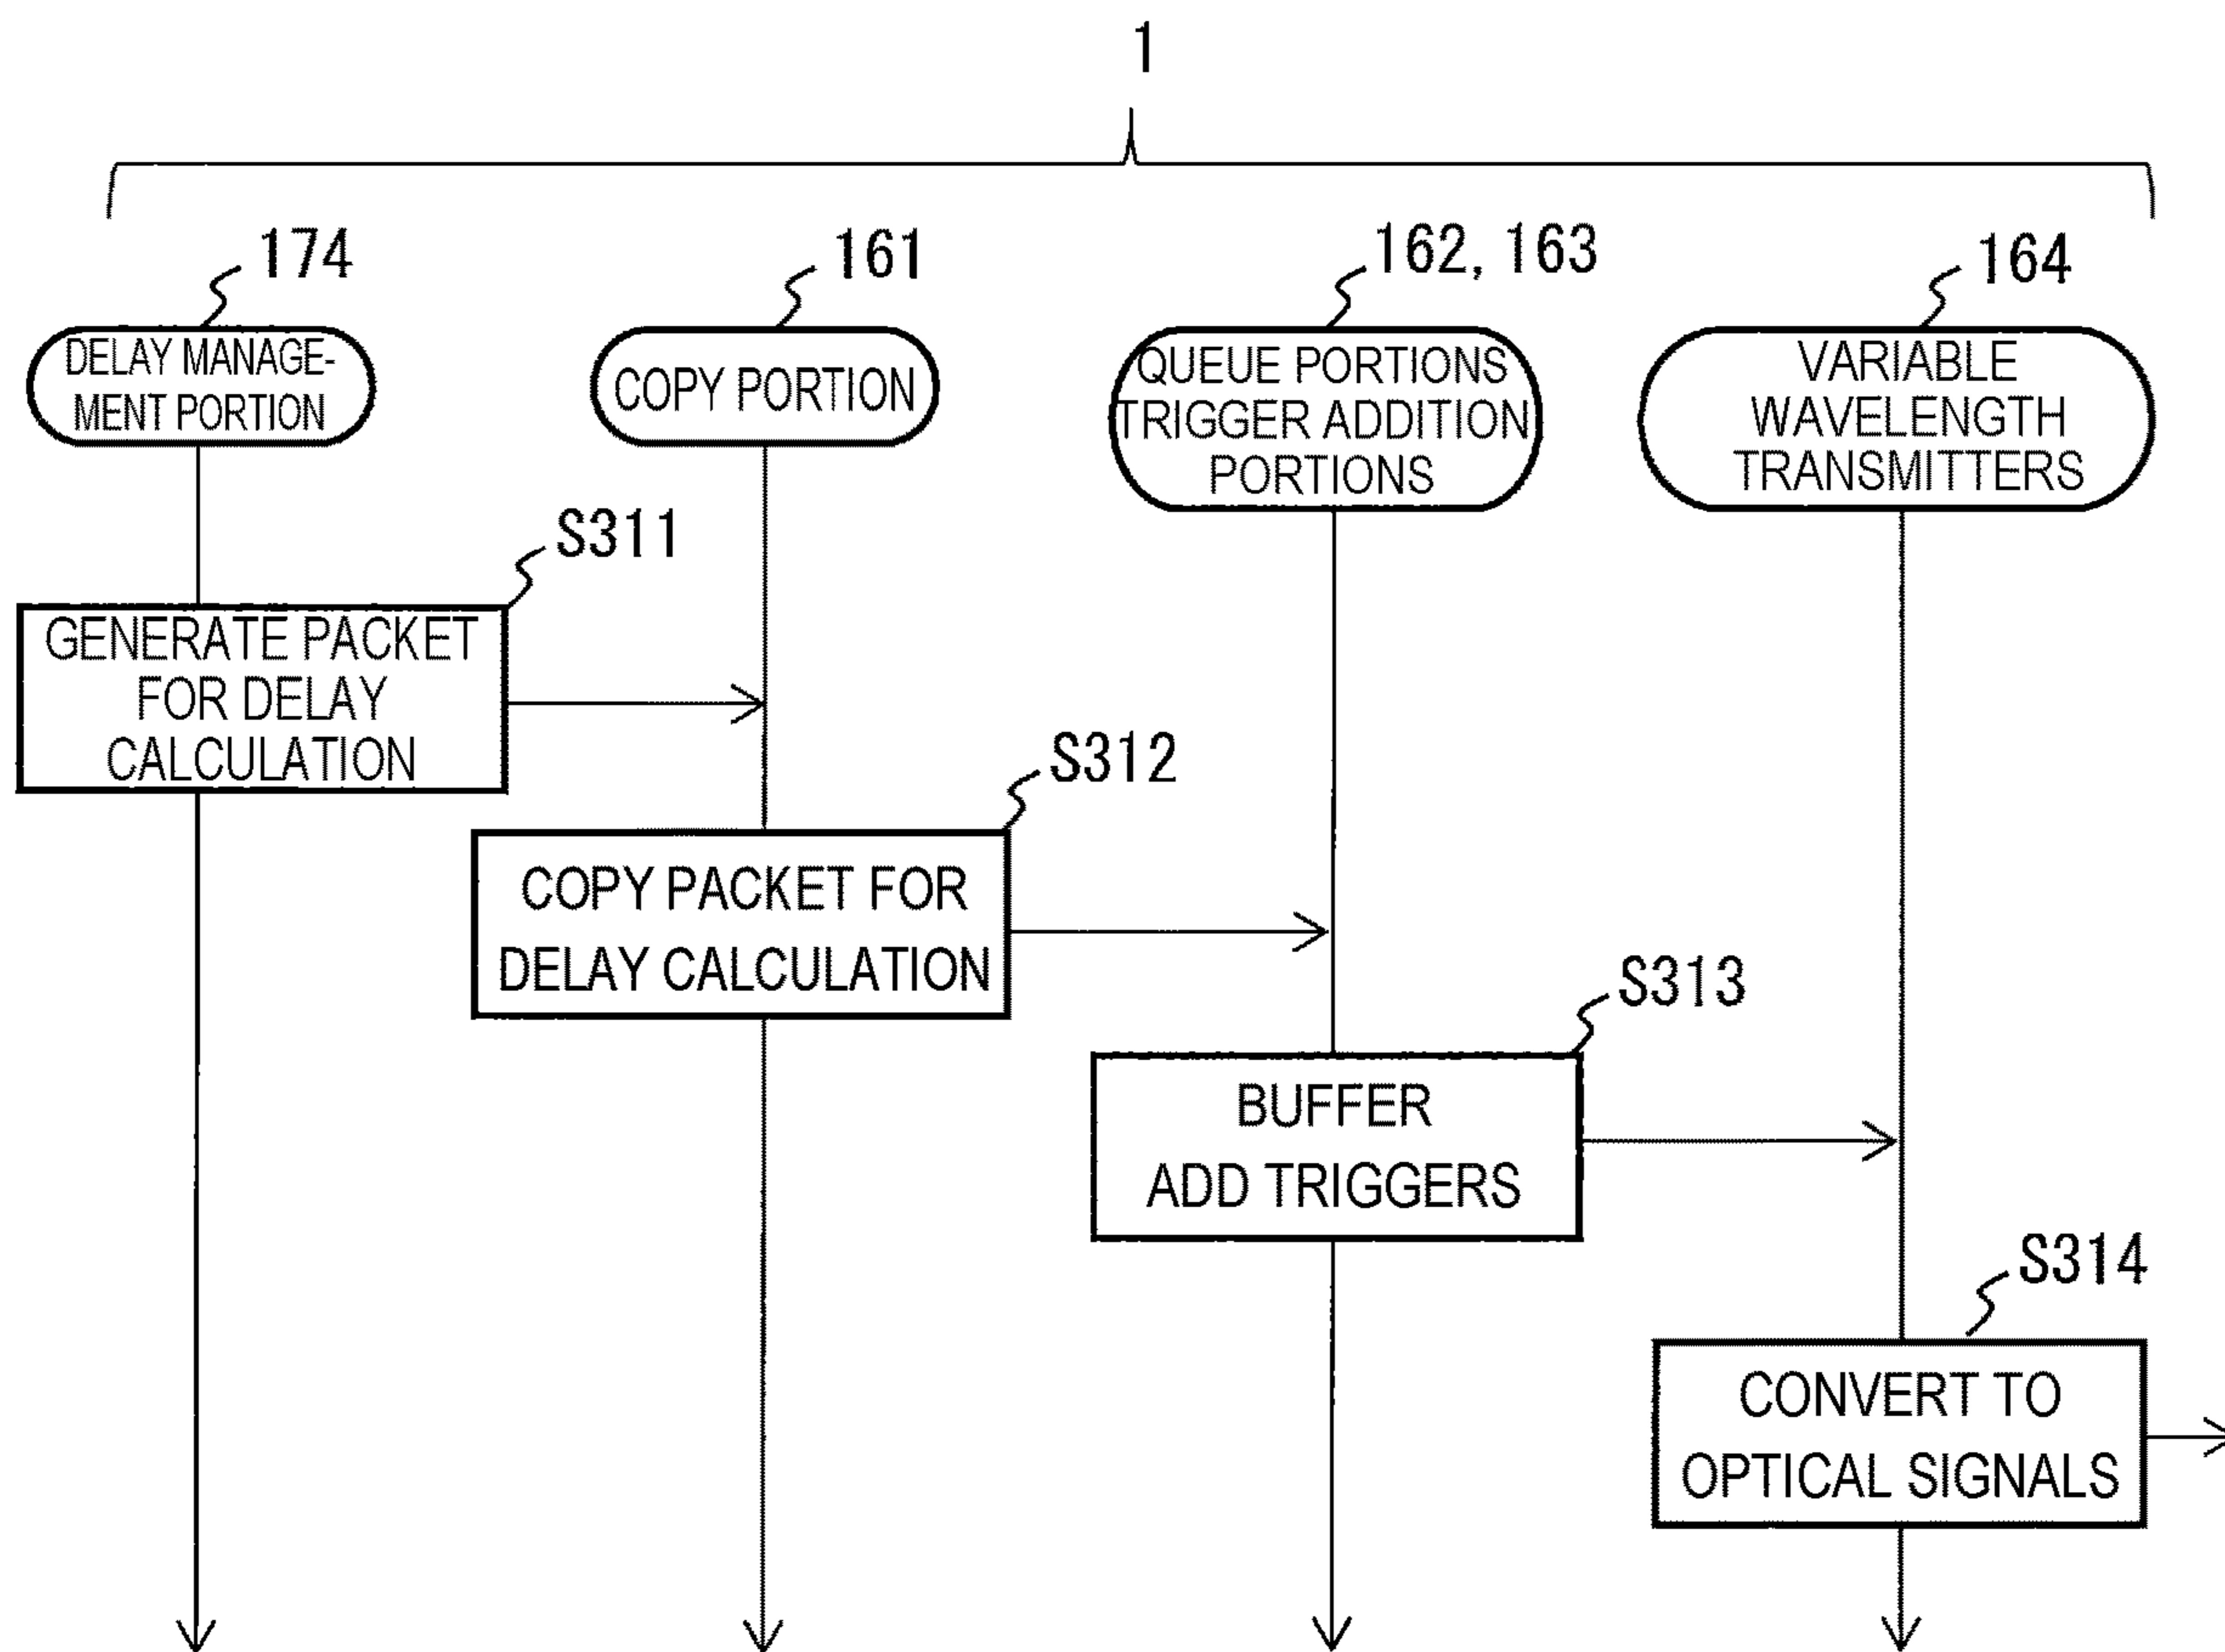 1
174
161
162, 163
164
DELAY MANAGE-
MENT PORTION
COPY PORTION
QUEUE PORTIONS
TRIGGER ADDITION
PORTIONS
VARIABLE
WAVELENGTH
TRANSMITTERS
S311
GENERATE PACKET
FOR DELAY
CALCULATION
S312
COPY PACKET FOR
DELAY CALCULATION
S313
BUFFER
ADD TRIGGERS
S314
CONVERT TO
OPTICAL SIGNALS